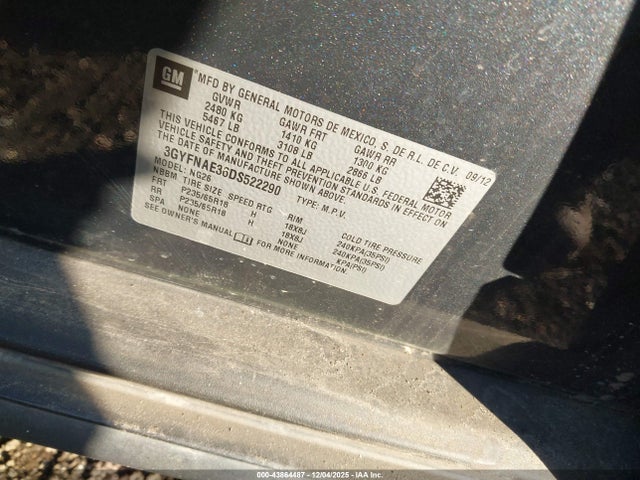 GM
MFD BY GENERAL MOTORS DE MEXICO, S. DE R.L. DE C.V. 08/12
GVWR GAWR FRT GAWR RR
2480 KG 1410 KG 1300 KG
5467 LB 3108 LB 2866 LB
THIS VEHICLE CONFORMS TO ALL APPLICABLE U.S. FEDERAL MOTOR
VEHICLE SAFETY AND THEFT PREVENTION STANDARDS IN EFFECT ON
THE DATE OF MANUFACTURE SHOWN ABOVE.
3GYFNAE36DS522290 TYPE: M.P.V.
MODEL: NG26
NBBM TIRE SIZE SPEED RTG RIM COLD TIRE PRESSURE
FR P235/65R18 H 18X8J 240KPA(35PSI)
RR P235/65R18 H 18X8J 240KPA(35PSI)
SPA NONE NONE KPA(PSI)
SEE OWNER'S MANUAL FOR MORE INFORMATION.
000-43864487 - 12/04/2025 - IAA Inc.